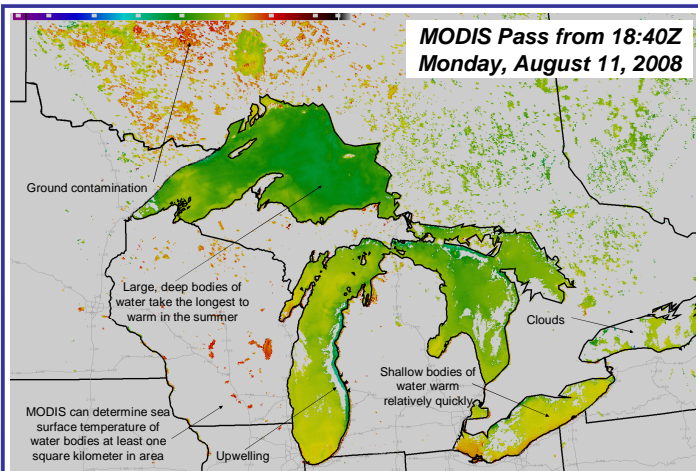 MODIS Pass from 18:40Z
Monday, August 11, 2008
Ground contamination
Large, deep bodies of
water take the longest to
warm in the summer
Clouds
Shallow bodies of
water warm
relatively quickly
MODIS can determine sea
surface temperature of
water bodies at least one
square kilometer in area
Upwelling